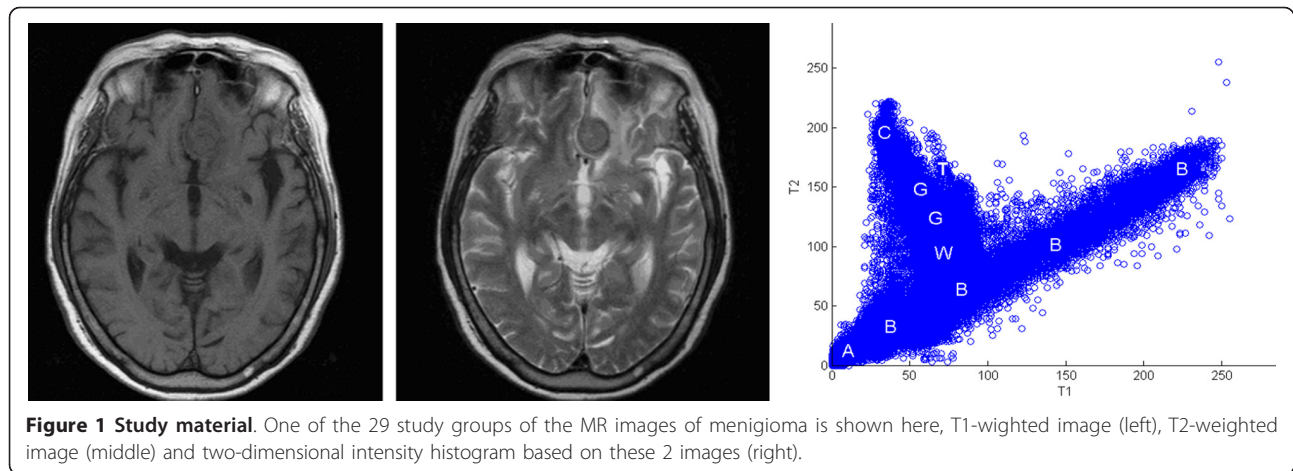 250
200
150
100
50
0
T2
C
T
G
G
W
B
B
B
B
A
0 50 100 150 200 250
T1
Figure 1 Study material. One of the 29 study groups of the MR images of menigioma is shown here, T1-wighted image (left), T2-weighted
image (middle) and two-dimensional intensity histogram based on these 2 images (right).